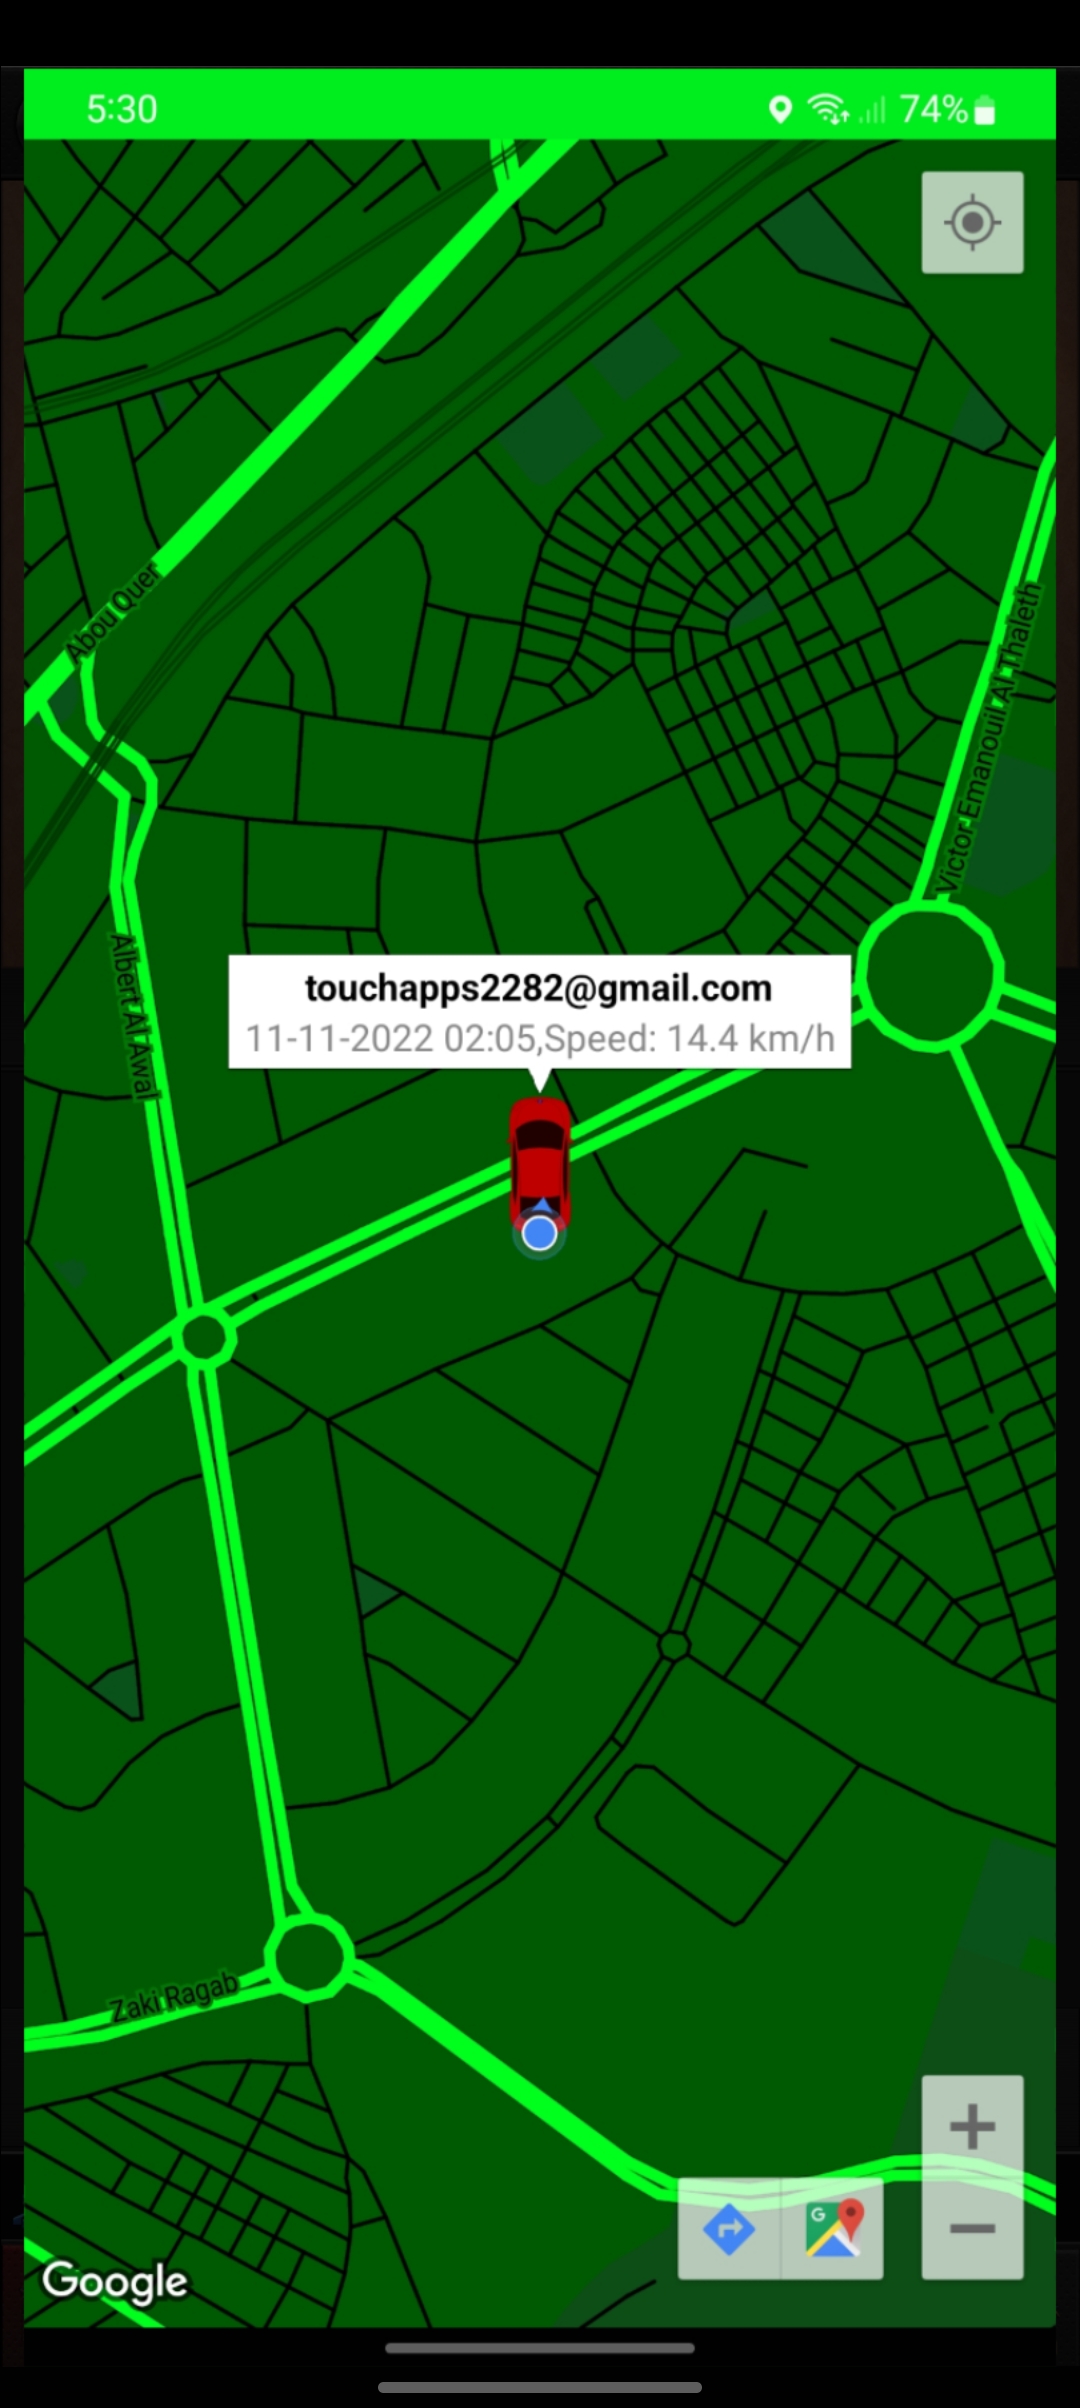 5:30
74%
Abou Quer
Victor Emanouil Al Thaleth
Albert Al Awal
touchapps2282@gmail.com
11-11-2022 02:05,Speed: 14.4 km/h
Zaki Ragab
G
Google